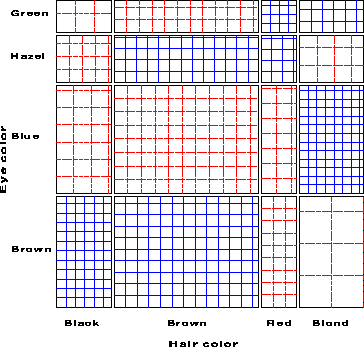 Green
Hazel
Blue
Brown
Eye color
Black Brown Red Blond
Hair color